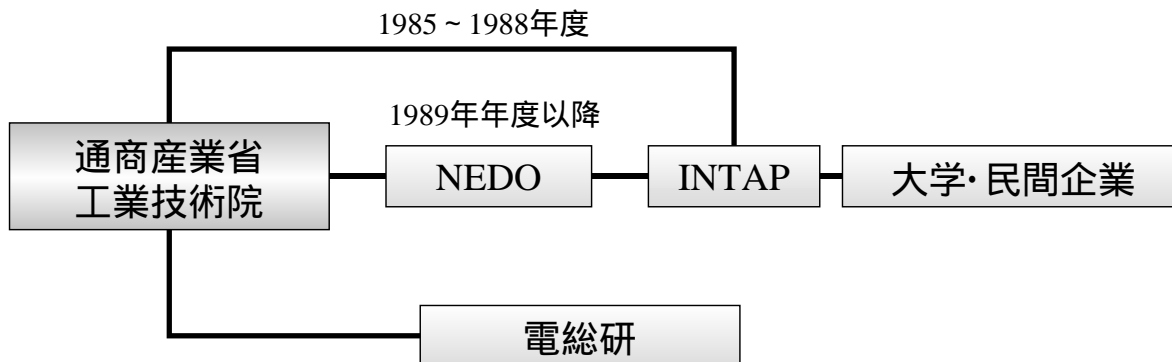 1985 ~ 1988年度
1989年年度以降
通商産業省
工業技術院
NEDO
INTAP
大学・民間企業
電総研